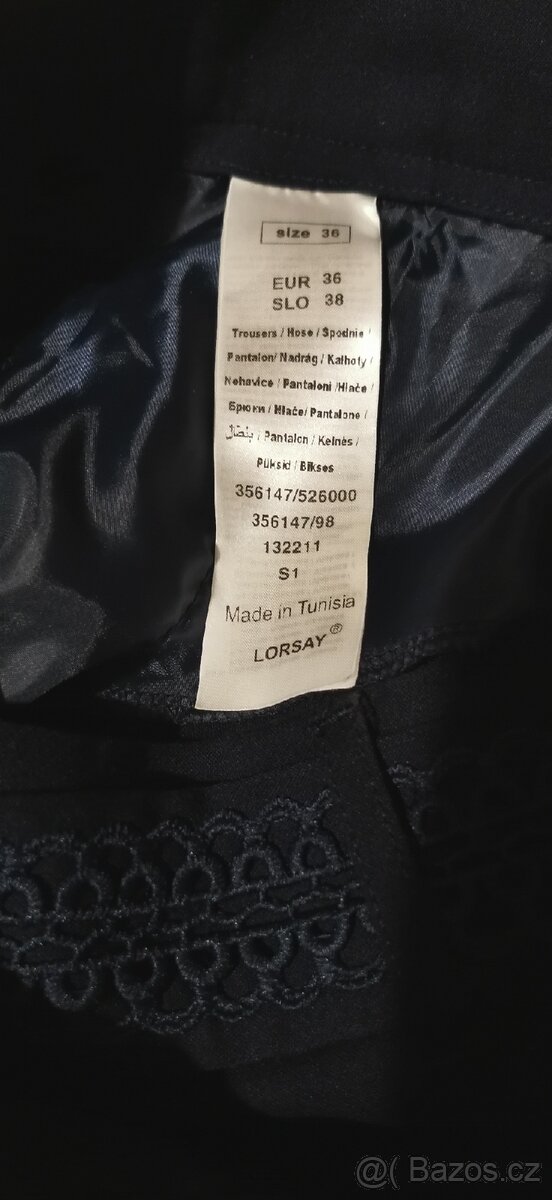 size 36
EUR 36
SLO 38
Trousers / Hose / Spodnie /
Pantalon/ Nadrág / Kalhoty /
Nohavice / Pantaloni /Hlače /
Брюки / Hlače/ Pantalone /
بنطال / Pantalon / Kelnės /
Püksid / Bikses
356147/526000
356147/98
132211
S1
Made in Tunisia
LORSAY ®
@( Bazos.cz